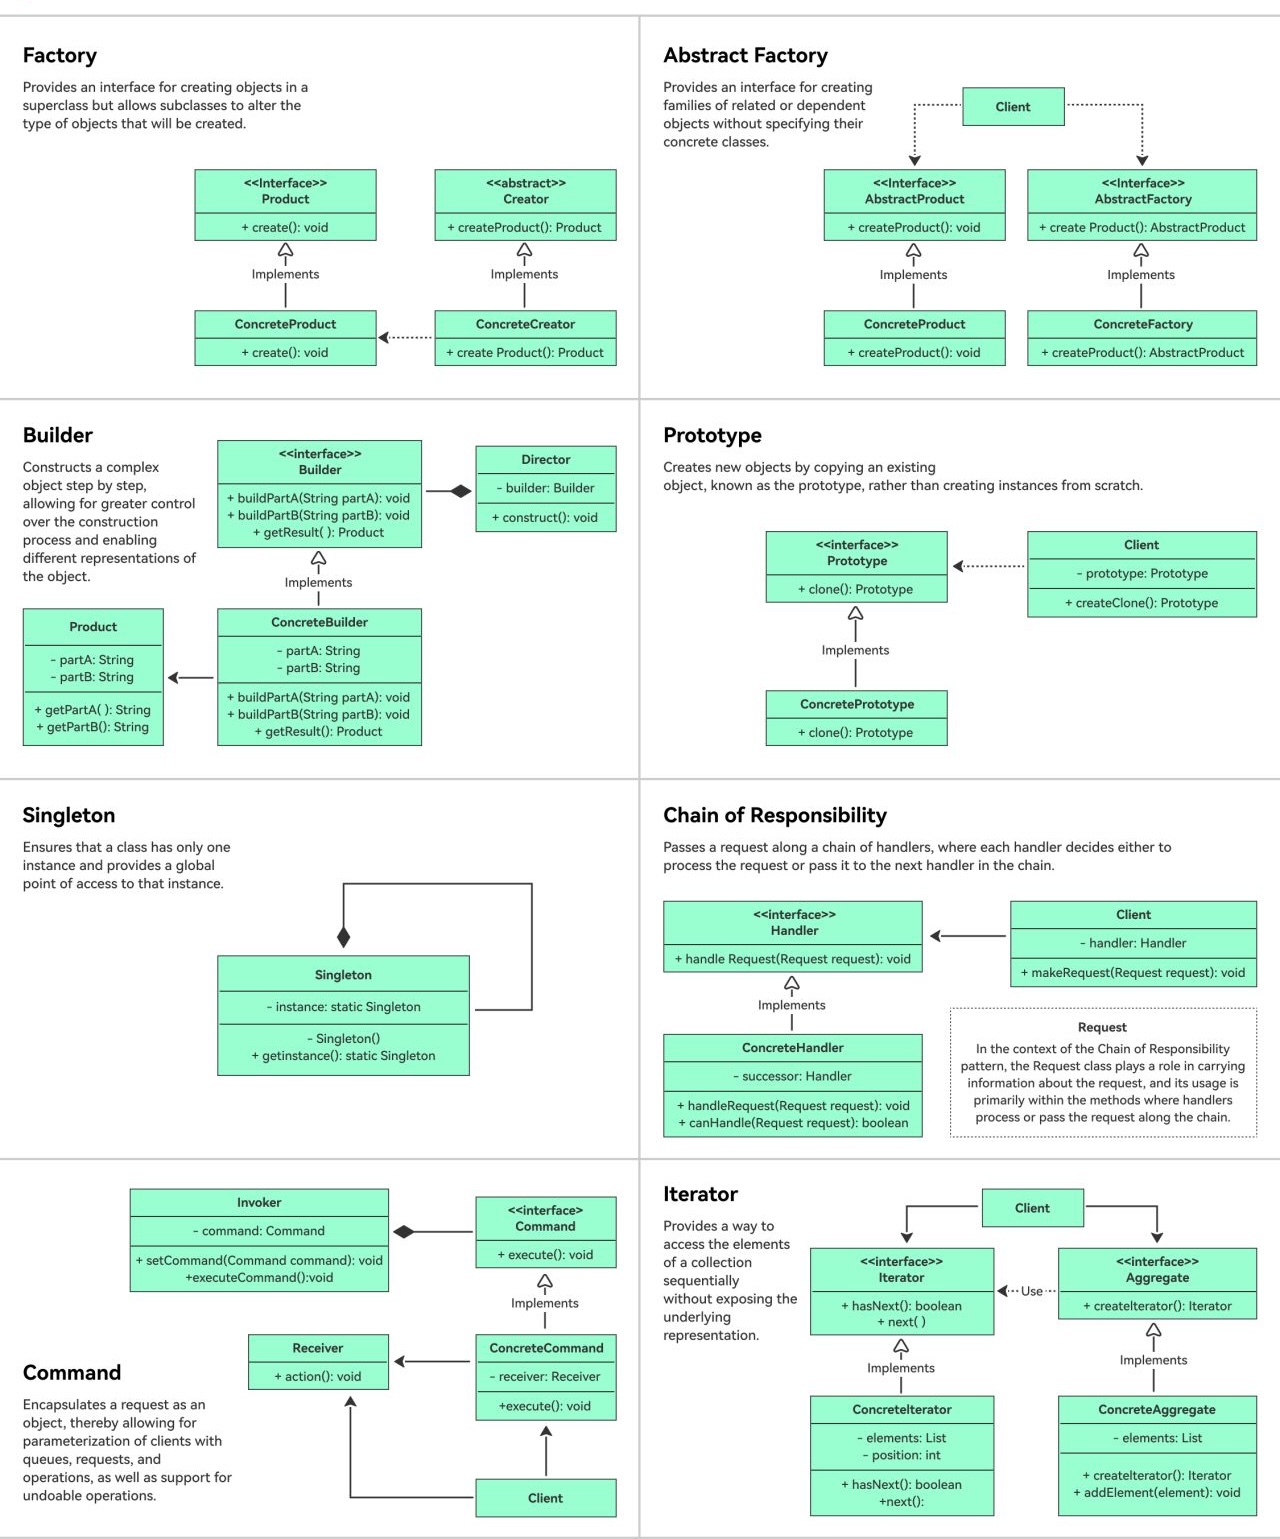 Factory
Provides an interface for creating objects in a
superclass but allows subclasses to alter the
type of objects that will be created.
<<Interface>>
Product
+ create(): void
<<abstract>>
Creator
+ createProduct(): Product
Implements
Implements
ConcreteProduct
+ create(): void
ConcreteCreator
+ create Product(): Product
Abstract Factory
Provides an interface for creating
families of related or dependent
objects without specifying their
concrete classes.
Client
<<Interface>>
AbstractProduct
+ createProduct(): void
<<Interface>>
AbstractFactory
+ create Product(): AbstractProduct
Implements
Implements
ConcreteProduct
+ createProduct(): void
ConcreteFactory
+ createProduct(): AbstractProduct
Builder
Constructs a complex
object step by step,
allowing for greater control
over the construction
process and enabling
different representations of
the object.
<<interface>>
Builder
+ buildPartA(String partA): void
+ buildPartB(String partB): void
+ getResult( ): Product
Director
- builder: Builder
+ construct(): void
Implements
Product
- partA: String
- partB: String
+ getPartA( ): String
+ getPartB(): String
ConcreteBuilder
- partA: String
- partB: String
+ buildPartA(String partA): void
+ buildPartB(String partB): void
+ getResult(): Product
Prototype
Creates new objects by copying an existing
object, known as the prototype, rather than creating instances from scratch.
<<interface>>
Prototype
+ clone(): Prototype
Client
- prototype: Prototype
+ createClone(): Prototype
Implements
ConcretePrototype
+ clone(): Prototype
Singleton
Ensures that a class has only one
instance and provides a global
point of access to that instance.
Singleton
- instance: static Singleton
- Singleton()
+ getinstance(): static Singleton
Chain of Responsibility
Passes a request along a chain of handlers, where each handler decides either to
process the request or pass it to the next handler in the chain.
<<interface>>
Handler
+ handle Request(Request request): void
Client
- handler: Handler
+ makeRequest(Request request): void
Implements
ConcreteHandler
- successor: Handler
+ handleRequest(Request request): void
+ canHandle(Request request): boolean
Request
In the context of the Chain of Responsibility
pattern, the Request class plays a role in carrying
information about the request, and its usage is
primarily within the methods where handlers
process or pass the request along the chain.
Invoker
- command: Command
+ setCommand(Command command): void
+executeCommand():void
<<interface>
Command
+ execute(): void
Implements
Receiver
+ action(): void
ConcreteCommand
- receiver: Receiver
+execute(): void
Command
Encapsulates a request as an
object, thereby allowing for
parameterization of clients with
queues, requests, and
operations, as well as support for
undoable operations.
Client
Iterator
Provides a way to
access the elements
of a collection
sequentially
without exposing the
underlying
representation.
Client
<<interface>>
Iterator
+ hasNext(): boolean
+ next( )
Use
<<interface>>
Aggregate
+ createIterator(): Iterator
Implements
Implements
ConcreteIterator
- elements: List
- position: int
+ hasNext(): boolean
+next():
ConcreteAggregate
- elements: List
+ createIterator(): Iterator
+ addElement(element): void